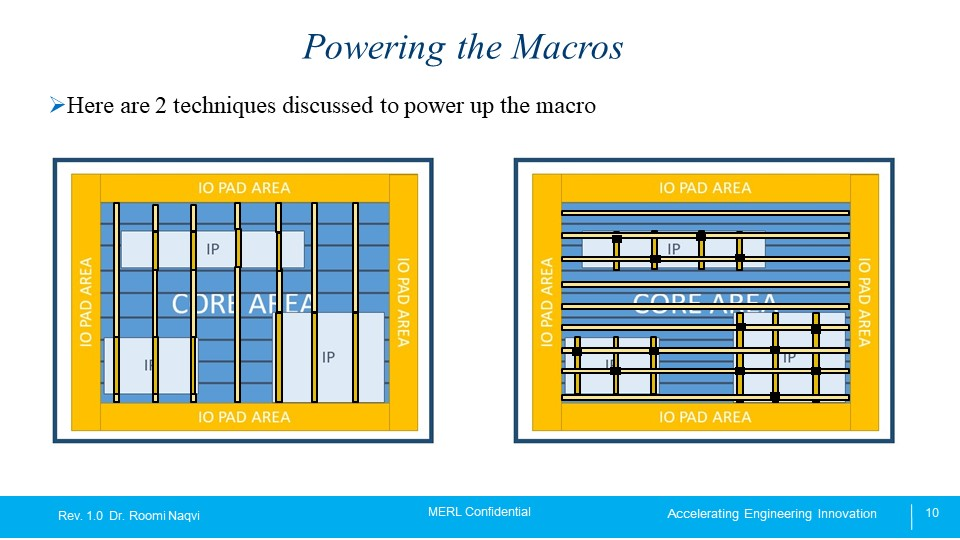 Powering the Macros
➢Here are 2 techniques discussed to power up the macro
IO PAD AREA
IO PAD AREA
IP
CORE AREA
IP
IP
IO PAD AREA
IO PAD AREA
IO PAD AREA
IO PAD AREA
IP
CORE AREA
IP
IP
IO PAD AREA
IO PAD AREA
Rev. 1.0 Dr. Roomi Naqvi
MERL Confidential
Accelerating Engineering Innovation
10